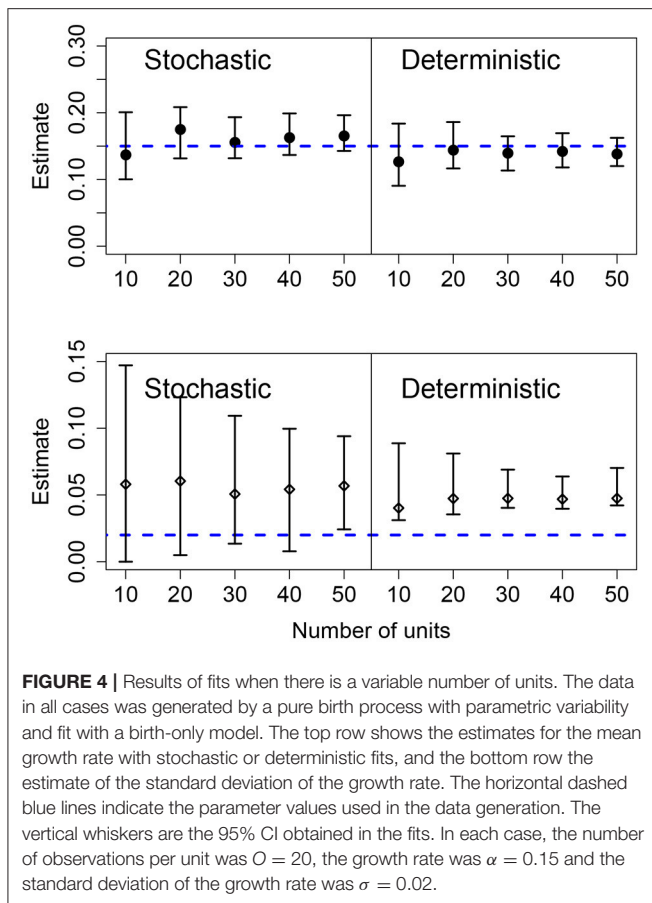 Stochastic Deterministic
Estimate
0.00 0.10 0.20 0.30
10 20 30 40 50 10 20 30 40 50
Stochastic Deterministic
Estimate
0.00 0.05 0.10 0.15
10 20 30 40 50 10 20 30 40 50
Number of units
FIGURE 4 | Results of fits when there is a variable number of units. The data
in all cases was generated by a pure birth process with parametric variability
and fit with a birth-only model. The top row shows the estimates for the mean
growth rate with stochastic or deterministic fits, and the bottom row the
estimate of the standard deviation of the growth rate. The horizontal dashed
blue lines indicate the parameter values used in the data generation. The
vertical whiskers are the 95% CI obtained in the fits. In each case, the number
of observations per unit was O = 20, the growth rate was α = 0.15 and the
standard deviation of the growth rate was σ = 0.02.